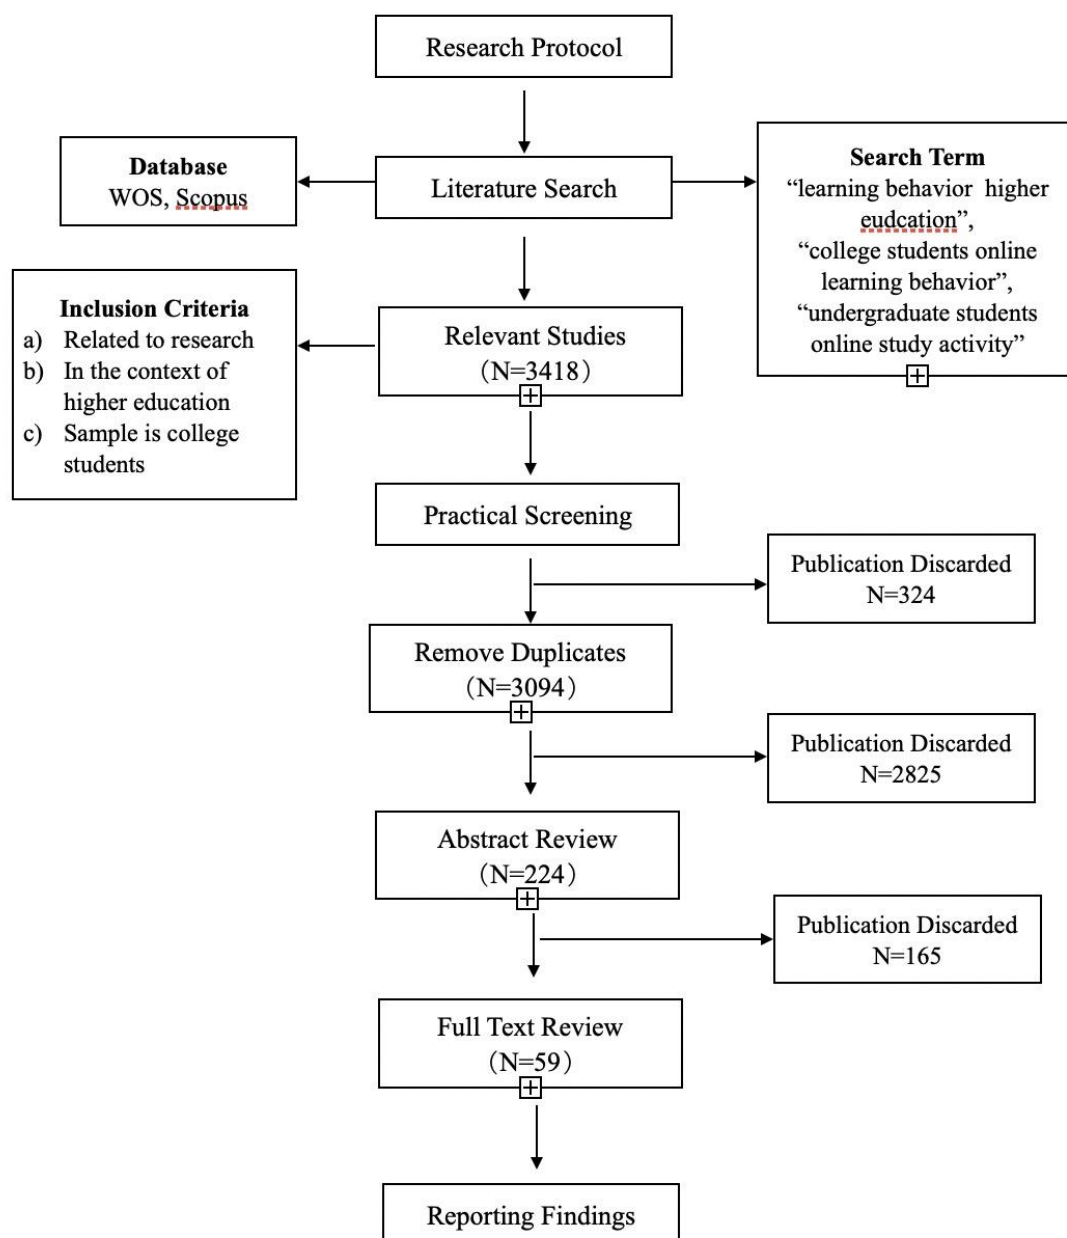 Research Protocol
Database
WOS, Scopus
Literature Search
Search Term
“learning behavior  higher
eudcation”,
“college students online
learning behavior”,
“undergraduate students
online study activity”
Inclusion Criteria
a) Related to research
b) In the context of
higher education
c) Sample is college
students
Relevant Studies
（N=3418）
Practical Screening
Publication Discarded
N=324
Remove Duplicates
（N=3094）
Publication Discarded
N=2825
Abstract Review
（N=224）
Publication Discarded
N=165
Full Text Review
（N=59）
Reporting Findings